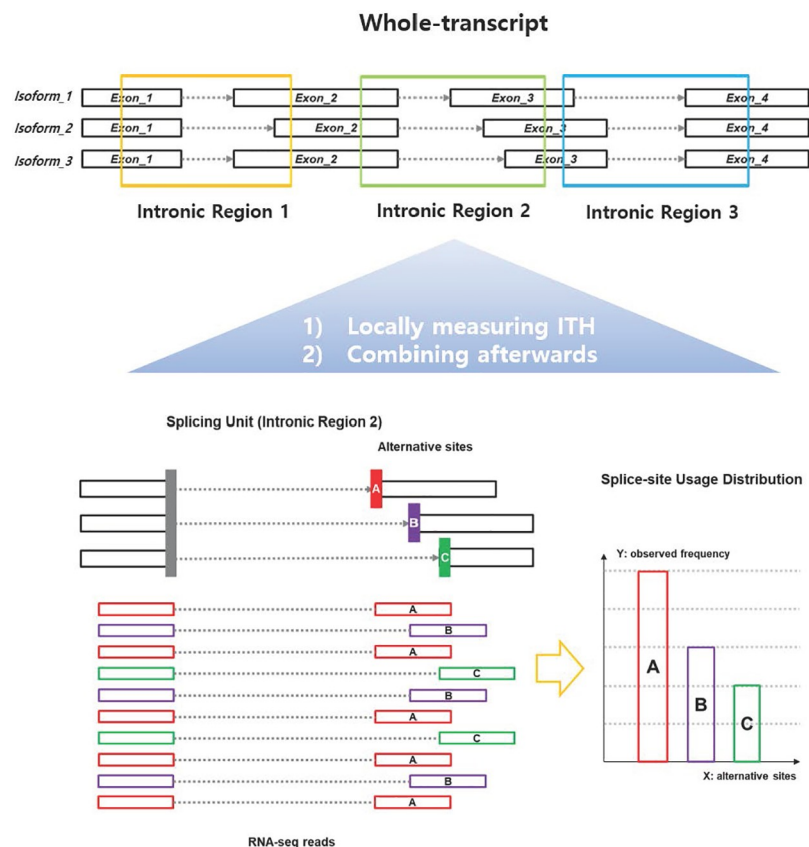 Whole-transcript
Isoform_1 Exon_1 Exon_2 Exon_3 Exon_4
Isoform_2 Exon_1 Exon_2 Exon_3 Exon_4
Isoform_3 Exon_1 Exon_2 Exon_3 Exon_4
Intronic Region 1 Intronic Region 2 Intronic Region 3
1) Locally measuring ITH
2) Combining afterwards
Splicing Unit (Intronic Region 2)
Alternative sites
A
B
C
A
B
A
C
B
A
C
A
B
A
RNA-seq reads
Splice-site Usage Distribution
Y: observed frequency
A
B
C
X: alternative sites